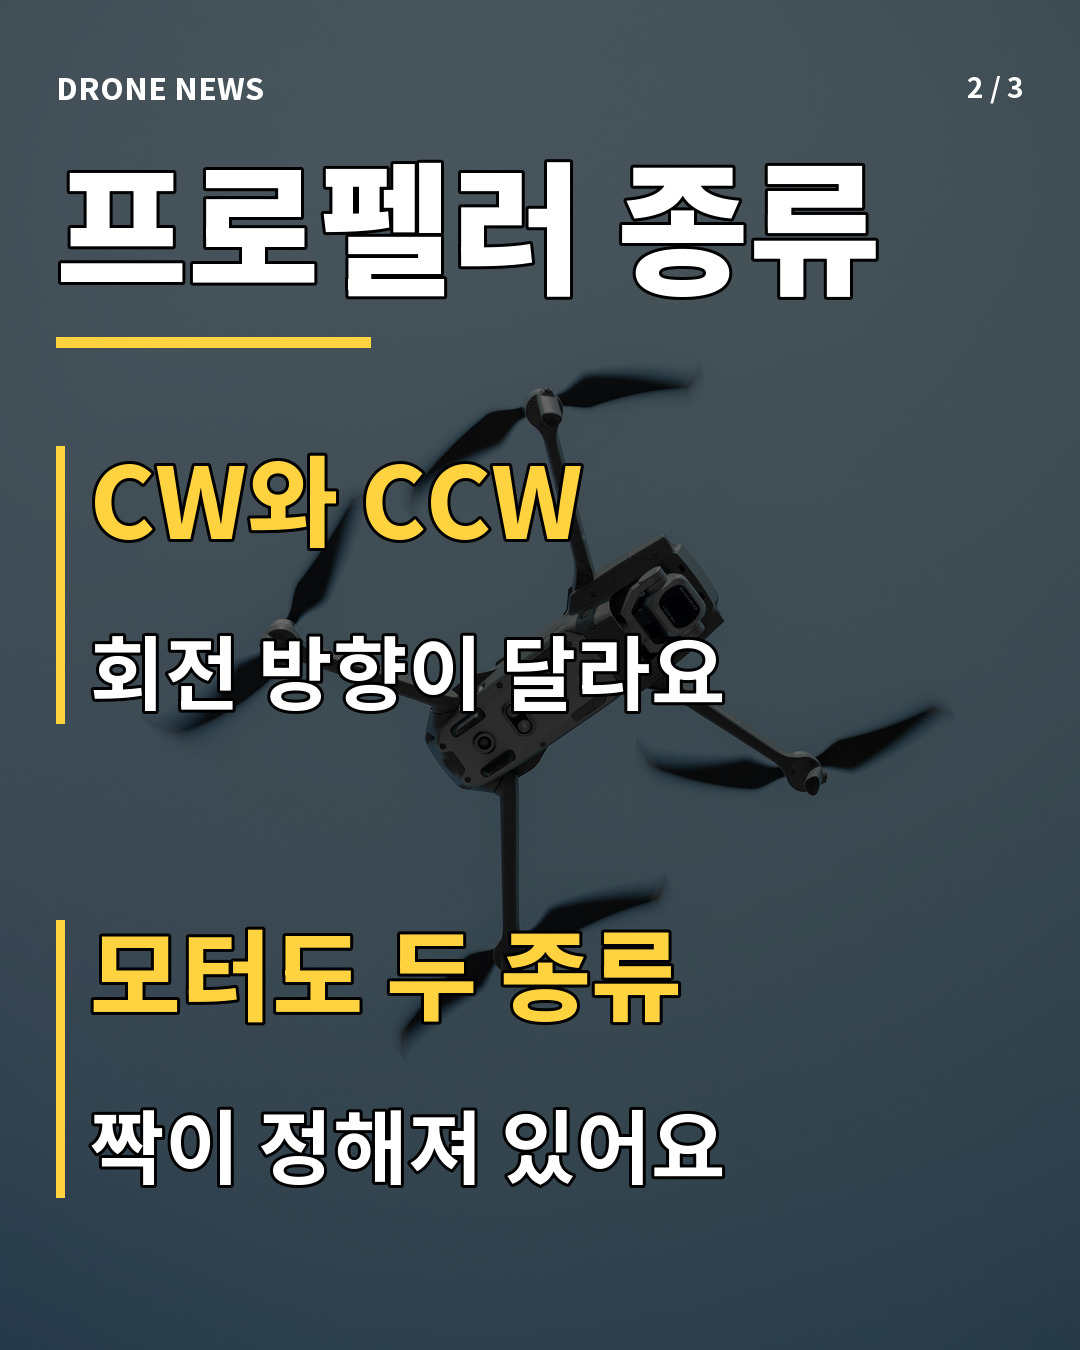 DRONE NEWS
2 / 3
프로펠러 종류
CW와 CCW
회전 방향이 달라요
모터도 두 종류
짝이 정해져 있어요